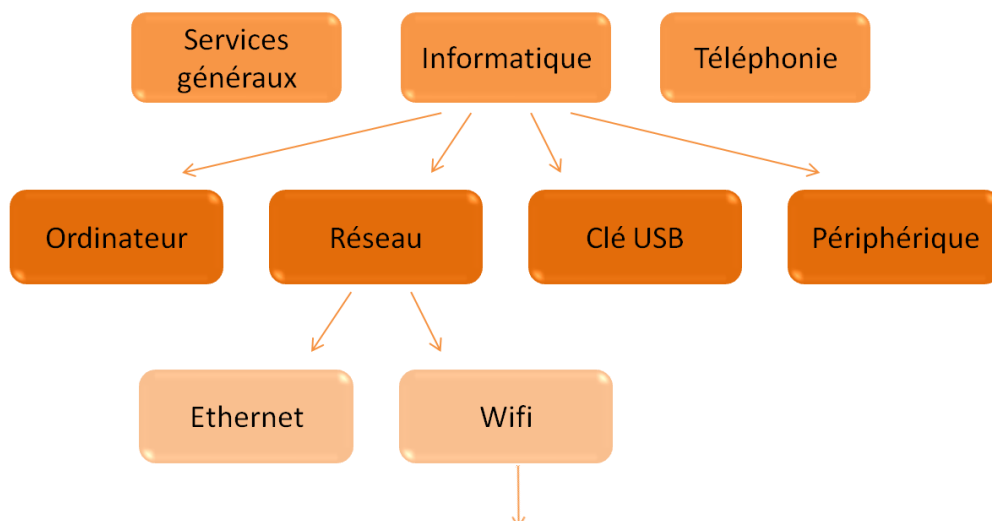 Services
généraux
Informatique
Téléphonie
Ordinateur
Réseau
Clé USB
Périphérique
Ethernet
Wifi